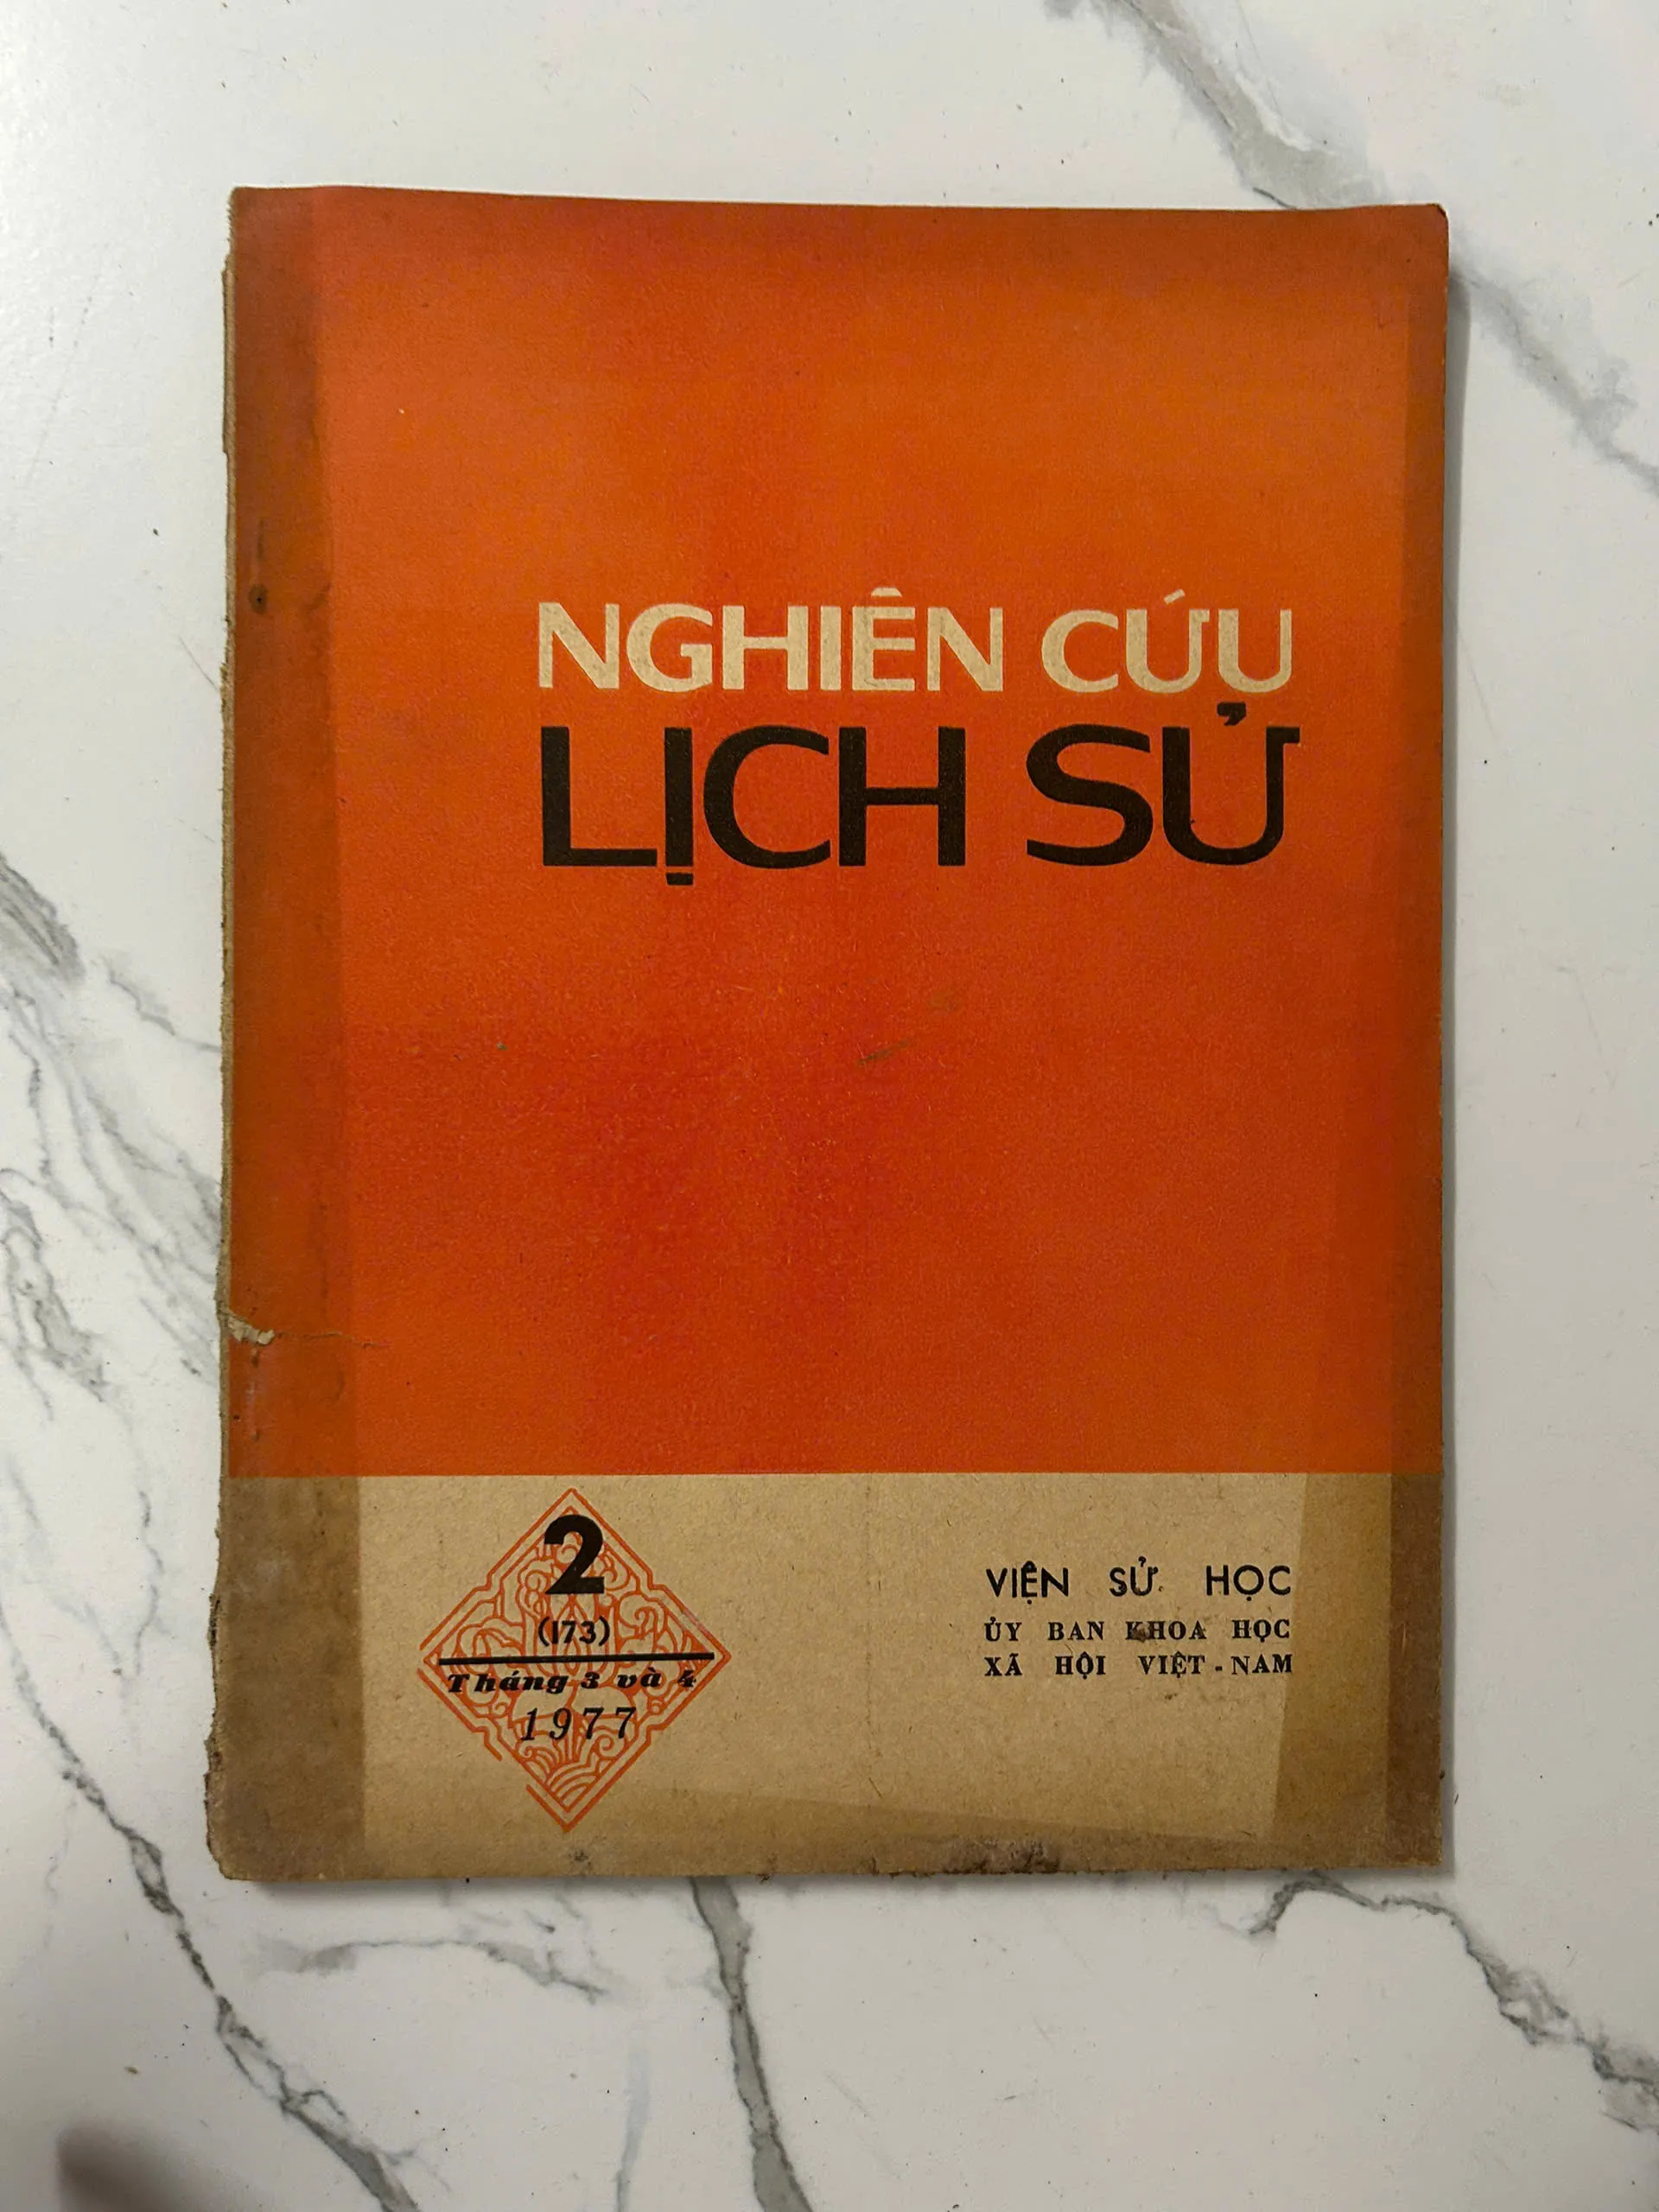 NGHIÊN CỨU
LỊCH SỬ
2
(173)
Tháng 3 và 4
1977
VIỆN SỬ HỌC
ỦY BAN KHOA HỌC
XÃ HỘI VIỆT - NAM